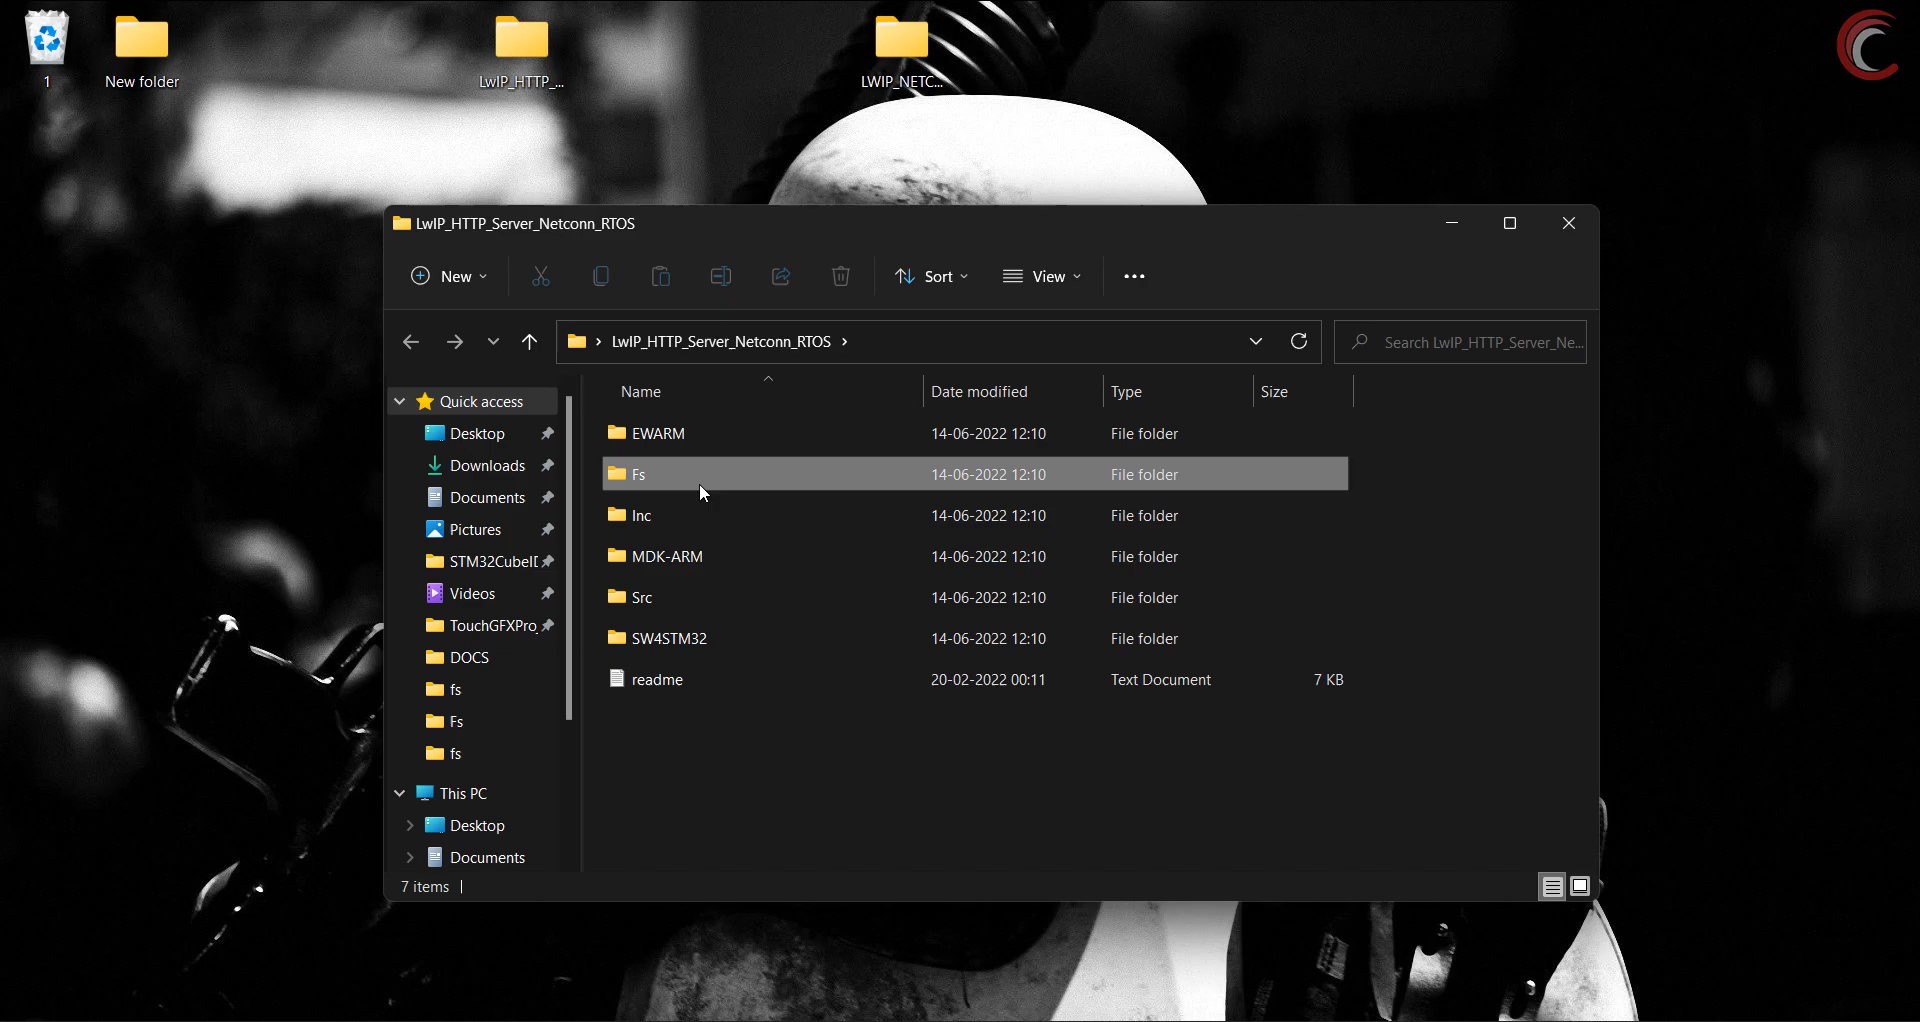 1
New folder
LwIP_HTTP_...
LWIP_NETC...
LwIP_HTTP_Server_Netconn_RTOS
New
Sort
View
LwIP_HTTP_Server_Netconn_RTOS
Search LwIP_HTTP_Server_Ne...
Name Date modified Type Size
Quick access
Desktop
Downloads
Documents
Pictures
STM32CubeI
Videos
TouchGFXPro
DOCS
fs
Fs
fs
This PC
Desktop
Documents
EWARM 14-06-2022 12:10 File folder
Fs 14-06-2022 12:10 File folder
Inc 14-06-2022 12:10 File folder
MDK-ARM 14-06-2022 12:10 File folder
Src 14-06-2022 12:10 File folder
SW4STM32 14-06-2022 12:10 File folder
readme 20-02-2022 00:11 Text Document 7 KB
7 items